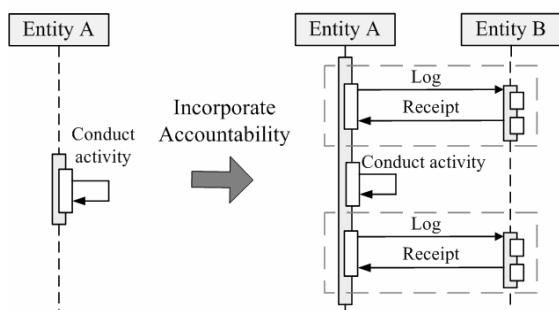 Entity A
Conduct
activity
Incorporate
Accountability
Entity A
Entity B
Log
Receipt
Conduct activity
Log
Receipt